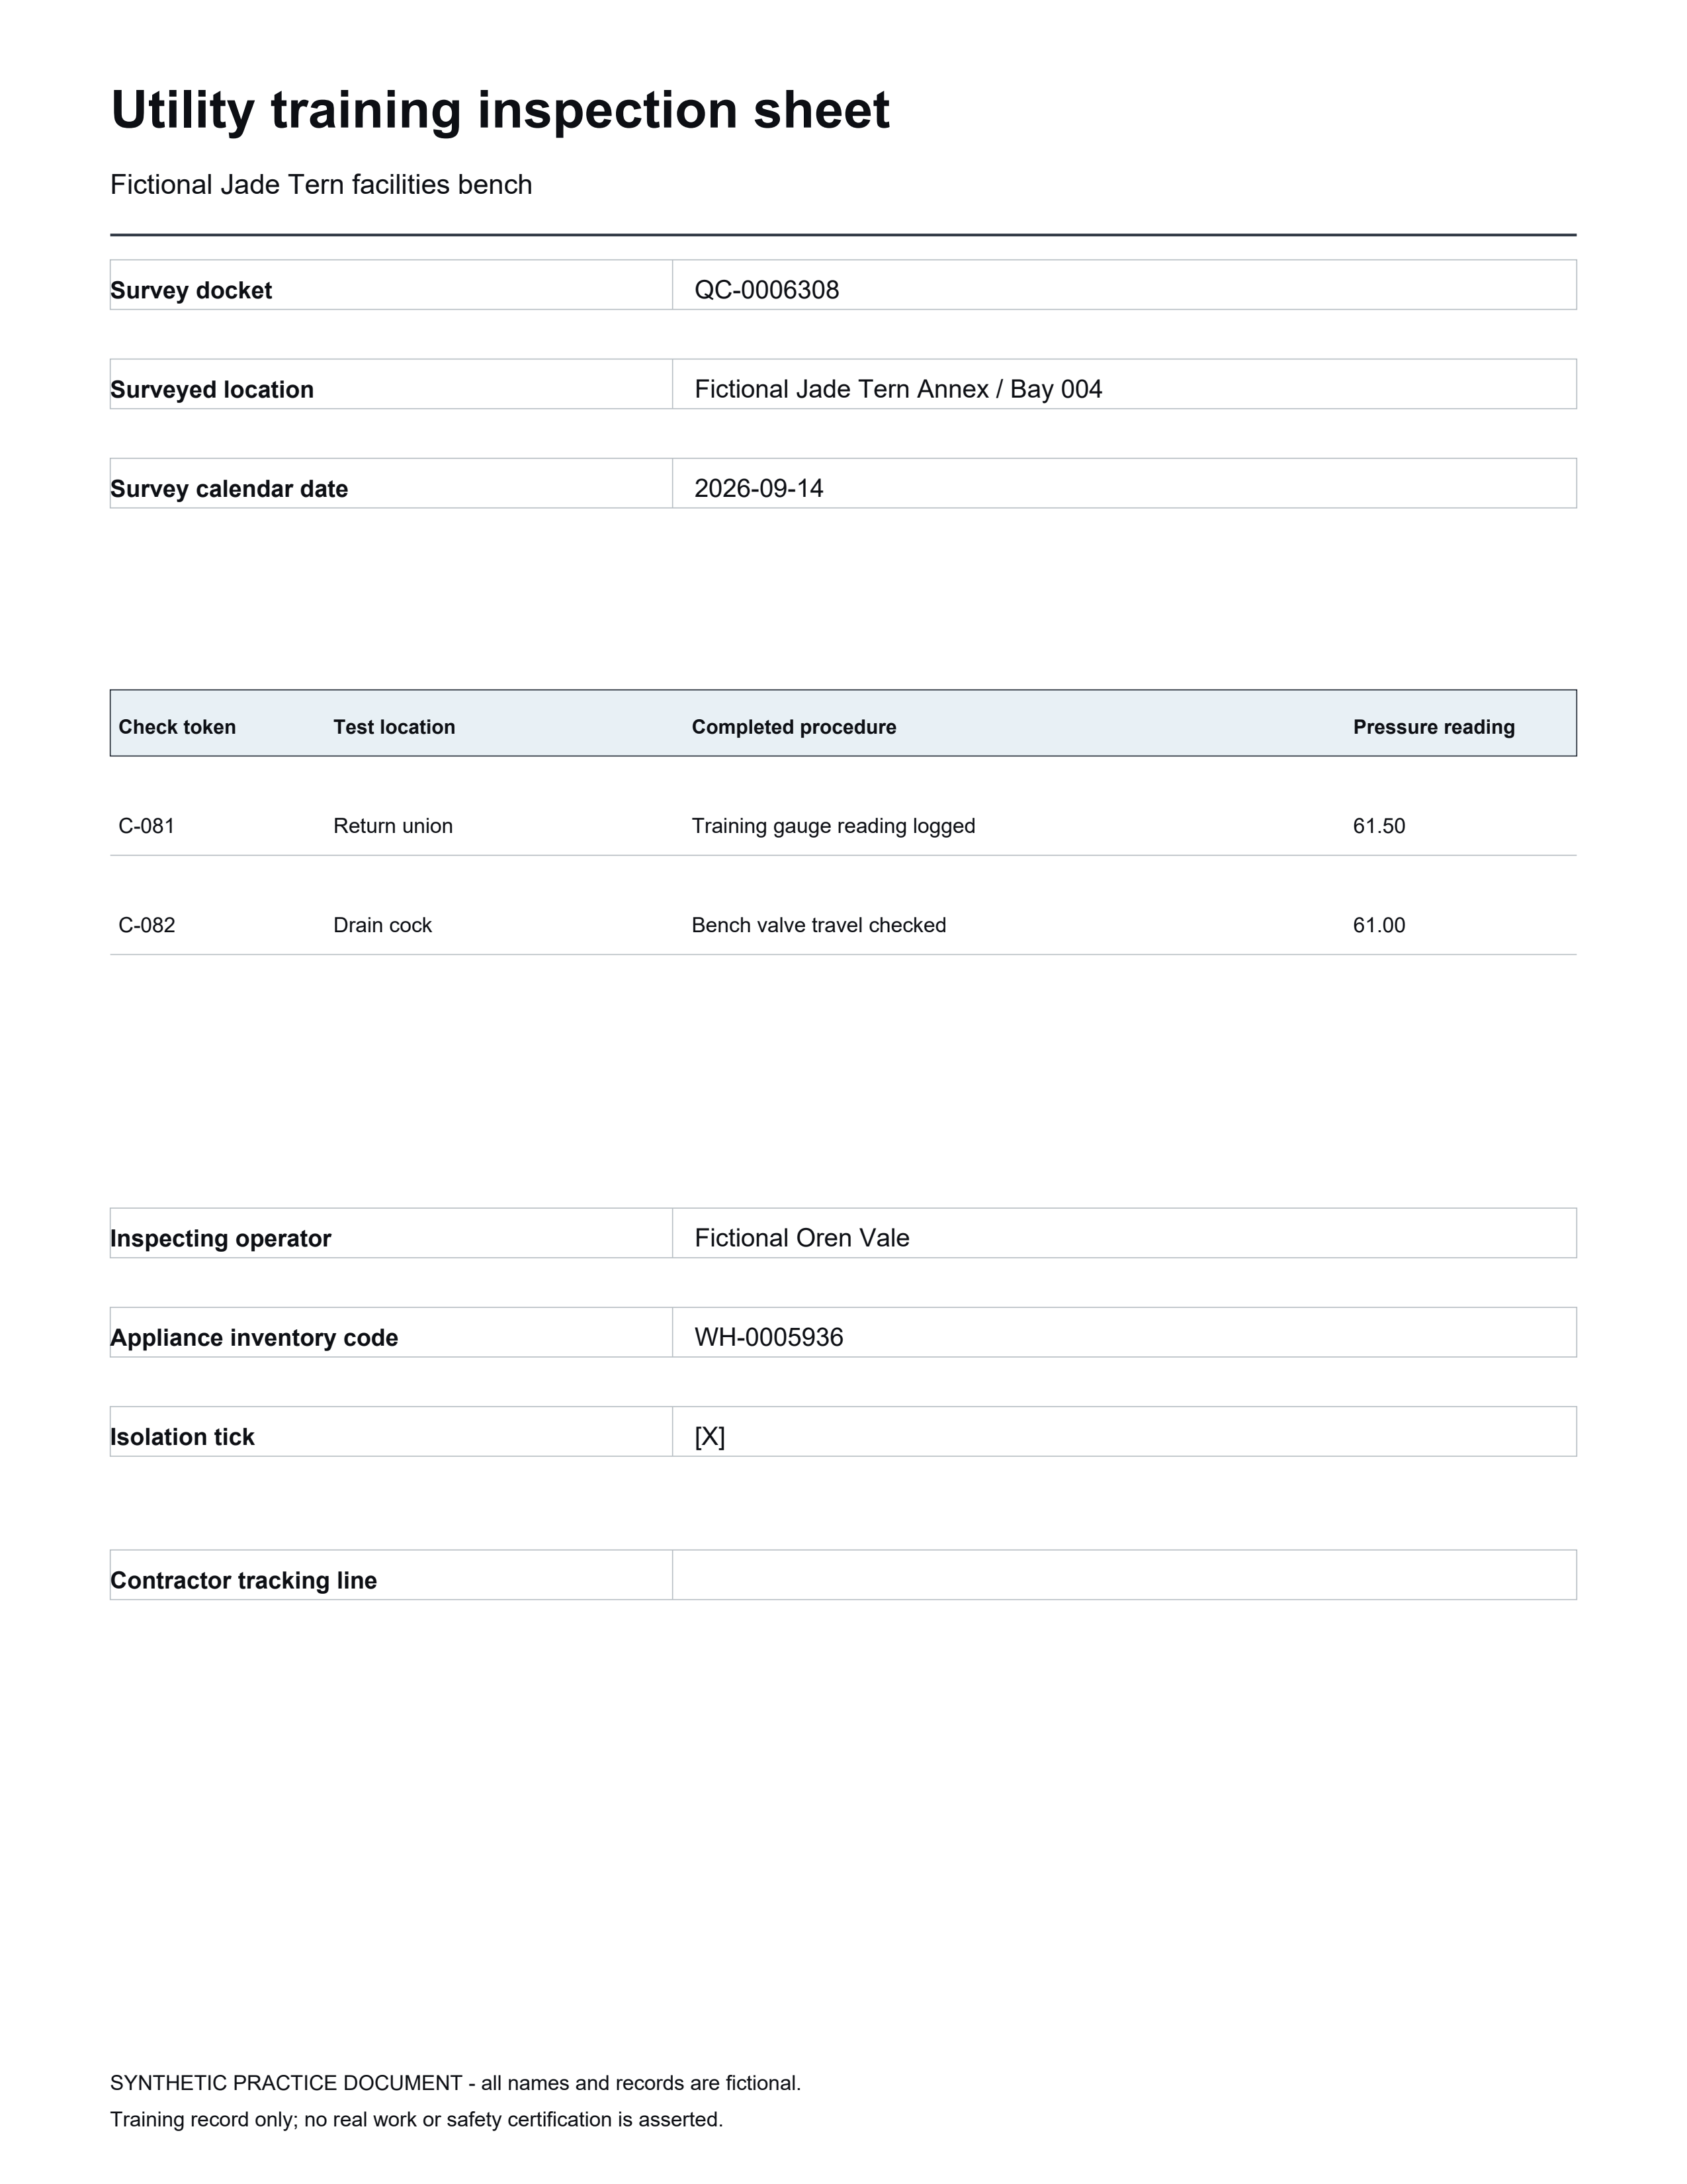 Utility training inspection sheet
Fictional Jade Tern facilities bench
Survey docket QC-0006308
Surveyed location Fictional Jade Tern Annex / Bay 004
Survey calendar date 2026-09-14
Check token Test location Completed procedure Pressure reading
C-081 Return union Training gauge reading logged 61.50
C-082 Drain cock Bench valve travel checked 61.00
Inspecting operator Fictional Oren Vale
Appliance inventory code WH-0005936
Isolation tick [X]
Contractor tracking line
SYNTHETIC PRACTICE DOCUMENT - all names and records are fictional.
Training record only; no real work or safety certification is asserted.